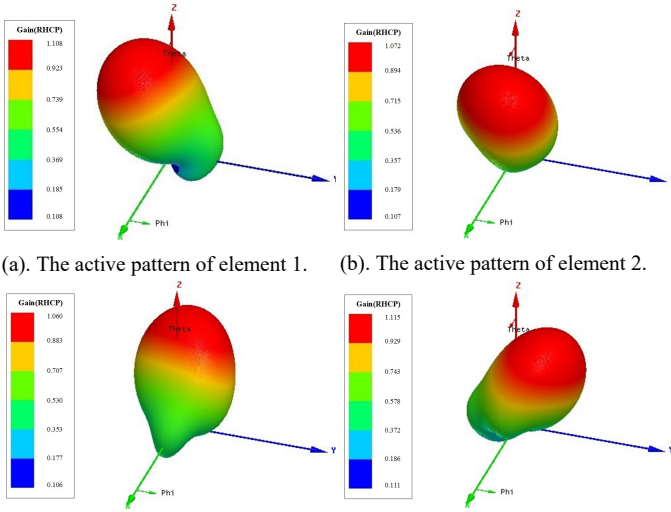 Gain(RHCP)
1.108
0.923
0.739
0.554
0.369
0.185
0.108
Z
Theta
Y
Phi
X
Gain(RHCP)
1.072
0.894
0.715
0.536
0.357
0.179
0.107
Z
Theta
Phi
X
(a). The active pattern of element 1.
(b). The active pattern of element 2.
Gain(RHCP)
1.060
0.883
0.707
0.530
0.353
0.177
0.106
Z
Theta
Y
Phi
X
Gain(RHCP)
1.115
0.929
0.743
0.578
0.372
0.186
0.111
Z
Theta
Phi
X